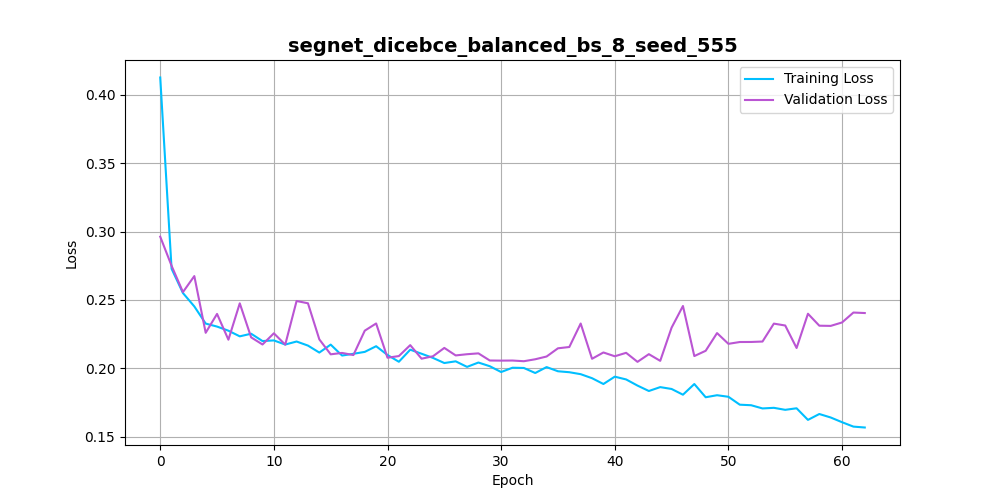 segnet_dicebce_balanced_bs_8_seed_555
Training Loss
Validation Loss
0.40
0.35
0.30
0.25
0.20
0.15
Loss
0
10
20
30
40
50
60
Epoch